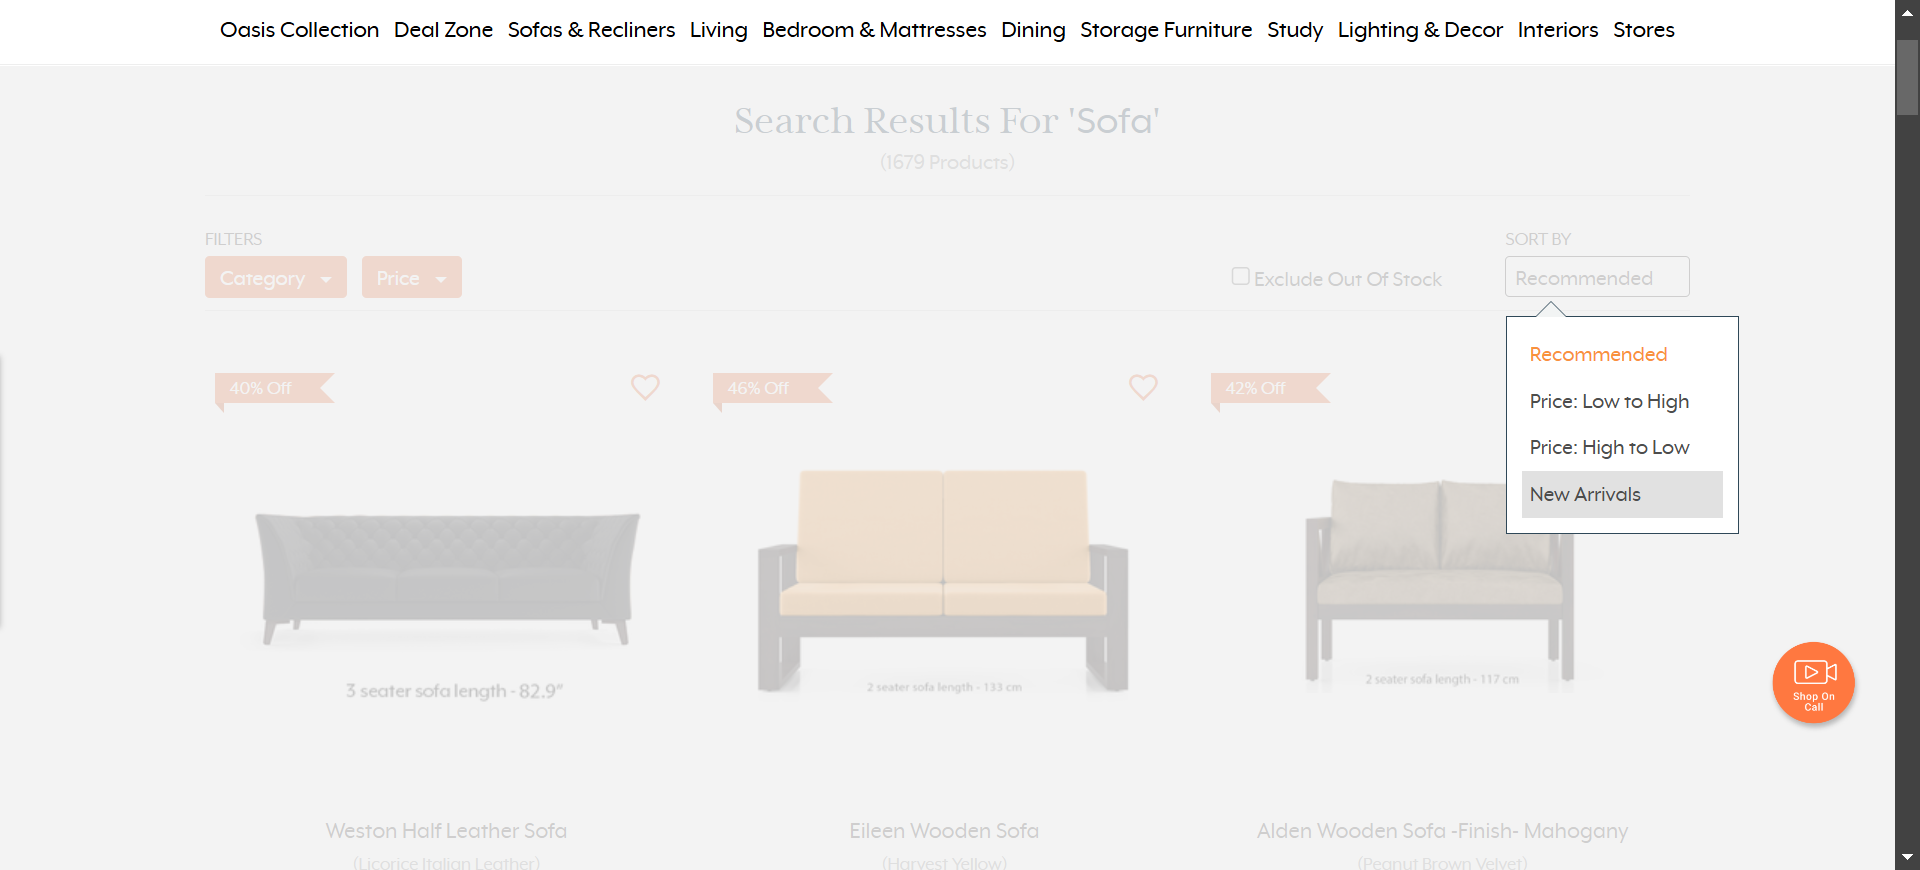 Oasis Collection Deal Zone Sofas & Recliners Living Bedroom & Mattresses Dining Storage Furniture Study Lighting & Decor Interiors Stores
Search Results For 'Sofa'
(1679 Products)
FILTERS
SORT BY
Category Price
Exclude Out Of Stock
Recommended
Recommended
Price: Low to High
Price: High to Low
New Arrivals
40% Off
46% Off
42% Off
3 seater sofa length - 82.9"
2 seater sofa length - 133 cm
2 seater sofa length - 117 cm
Shop On
Call
Weston Half Leather Sofa
Eileen Wooden Sofa
Alden Wooden Sofa -Finish- Mahogany
(Licorice Italian Leather)
(Harvest Yellow)
(Peanut Brown Velvet)